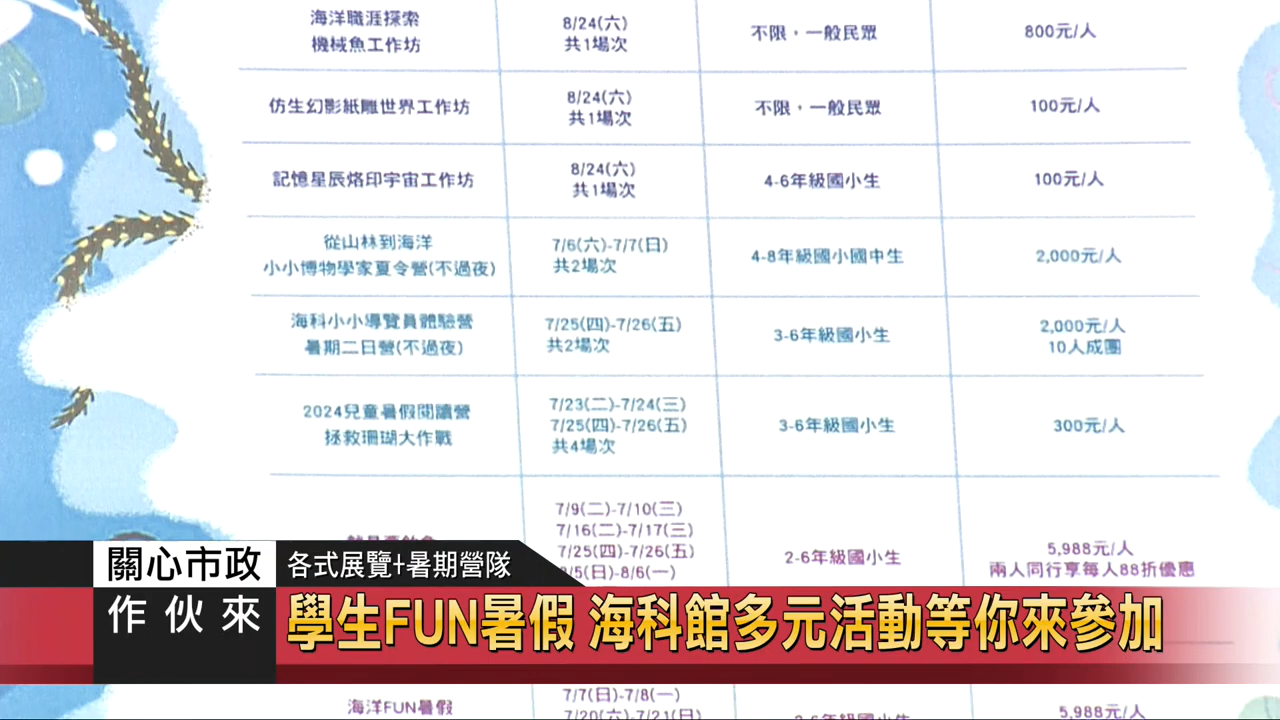 海洋職涯探索
機械魚工作坊
8/24(六)
共1場次
不限，一般民眾
800元/人
仿生幻影紙雕世界工作坊
8/24(六)
共1場次
不限，一般民眾
100元/人
記憶星辰烙印宇宙工作坊
8/24(六)
共1場次
4-6年級國小生
100元/人
從山林到海洋
小小博物學家夏令營(不過夜)
7/6(六)-7/7(日)
共2場次
4-8年級國小國中生
2,000元/人
海科小小導覽員體驗營
暑期二日營(不過夜)
7/25(四)-7/26(五)
共2場次
3-6年級國小生
2,000元/人
10人成團
2024兒童暑假閱讀營
拯救珊瑚大作戰
7/23(二)-7/24(三)
7/25(四)-7/26(五)
共4場次
3-6年級國小生
300元/人
7/9(二)-7/10(三)
7/16(二)-7/17(三)
7/25(四)-7/26(五)
8/5(日)-8/6(一)
2-6年級國小生
5,988元/人
兩人同行享每人88折優惠
關心市政
作伙來
各式展覽+暑期營隊
學生FUN暑假 海科館多元活動等你來參加
海洋FUN暑假
7/7(日)-7/8(一)
7/20(六)-7/21(日)
5,988元/人